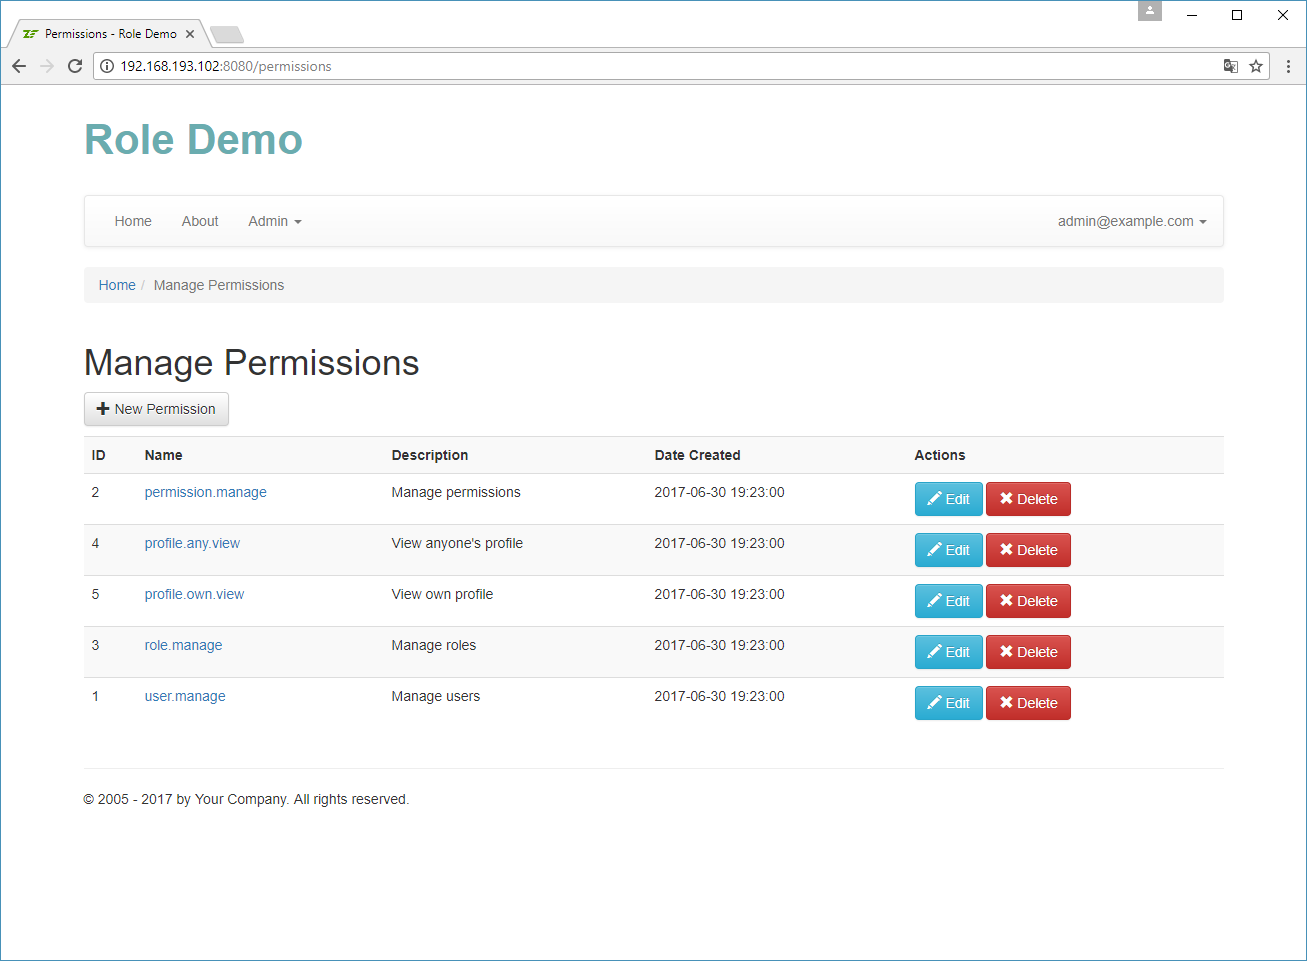 Permissions - Role Demo
192.168.193.102:8080/permissions
Role Demo
Home About Admin admin@example.com
Home / Manage Permissions
Manage Permissions
New Permission
ID Name Description Date Created Actions
2 permission.manage Manage permissions 2017-06-30 19:23:00 Edit Delete
4 profile.any.view View anyone's profile 2017-06-30 19:23:00 Edit Delete
5 profile.own.view View own profile 2017-06-30 19:23:00 Edit Delete
3 role.manage Manage roles 2017-06-30 19:23:00 Edit Delete
1 user.manage Manage users 2017-06-30 19:23:00 Edit Delete
© 2005 - 2017 by Your Company. All rights reserved.